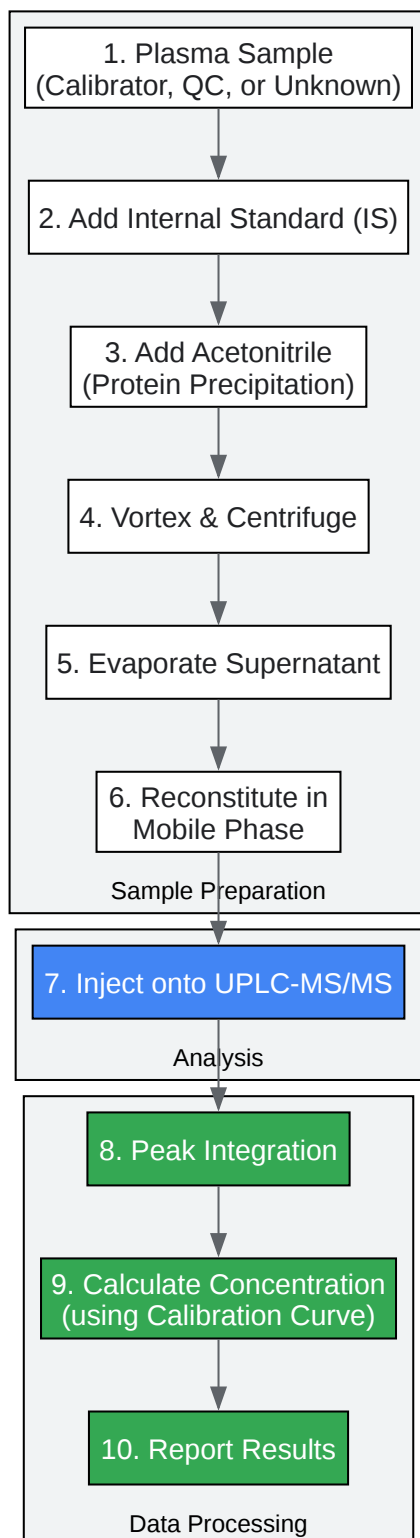 1. Plasma Sample
(Calibrator, QC, or Unknown)
2. Add Internal Standard (IS)
3. Add Acetonitrile
(Protein Precipitation)
4. Vortex & Centrifuge
5. Evaporate Supernatant
6. Reconstitute in
Mobile Phase
Sample Preparation
7. Inject onto UPLC-MS/MS
Analysis
8. Peak Integration
9. Calculate Concentration
(using Calibration Curve)
10. Report Results
Data Processing